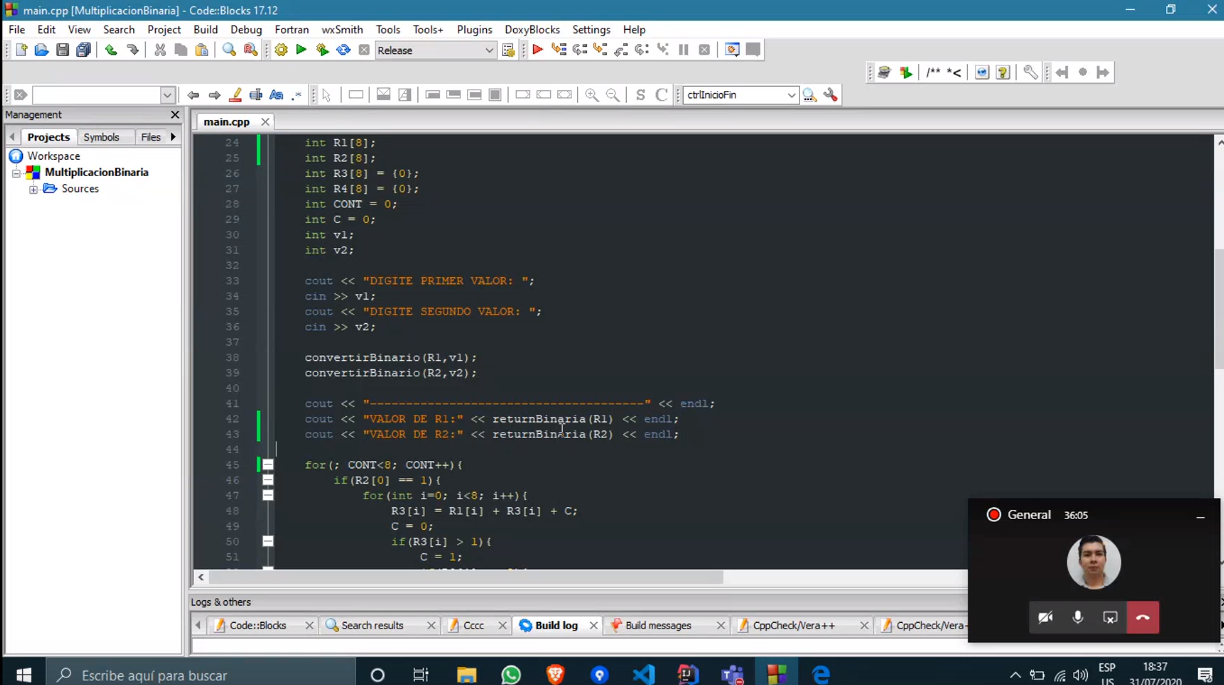 main.cpp [MultiplicacionBinaria] - Code::Blocks 17.12
File Edit View Search Project Build Debug Fortran wxSmith Tools Tools+ Plugins DoxyBlocks Settings Help
Release
/** *<
S C ctrlInicioFin
Management
main.cpp
Projects Symbols Files
Workspace
MultiplicacionBinaria
Sources
24 int R1[8];
25 int R2[8];
26 int R3[8] = {0};
27 int R4[8] = {0};
28 int CONT = 0;
29 int C = 0;
30 int v1;
31 int v2;
32
33 cout << "DIGITE PRIMER VALOR: ";
34 cin >> v1;
35 cout << "DIGITE SEGUNDO VALOR: ";
36 cin >> v2;
37
38 convertirBinario(R1,v1);
39 convertirBinario(R2,v2);
40
41 cout << "--------------------------------------" << endl;
42 cout << "VALOR DE R1:" << returnBinaria(R1) << endl;
43 cout << "VALOR DE R2:" << returnBinaria(R2) << endl;
44
45 for(; CONT<8; CONT++){
46 if(R2[0] == 1){
47 for(int i=0; i<8; i++){
48 R3[i] = R1[i] + R3[i] + C;
49 C = 0;
50 if(R3[i] > 1){
51 C = 1;
General 36:05
Logs & others
Code::Blocks Search results Cccc Build log Build messages CppCheck/Vera++ CppCheck/Vera
Escribe aquí para buscar
ESP
US
18:37
31/07/2020